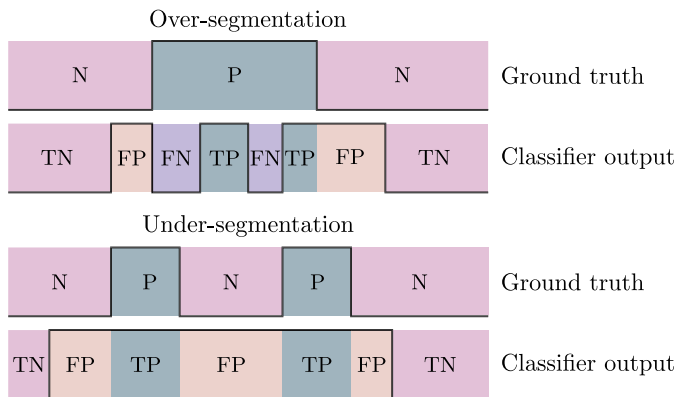 Over-segmentation
N P N Ground truth
TN FP FN TP FN TP FP TN Classifier output
Under-segmentation
N P N P N Ground truth
TN FP TP FP TP FP TN Classifier output